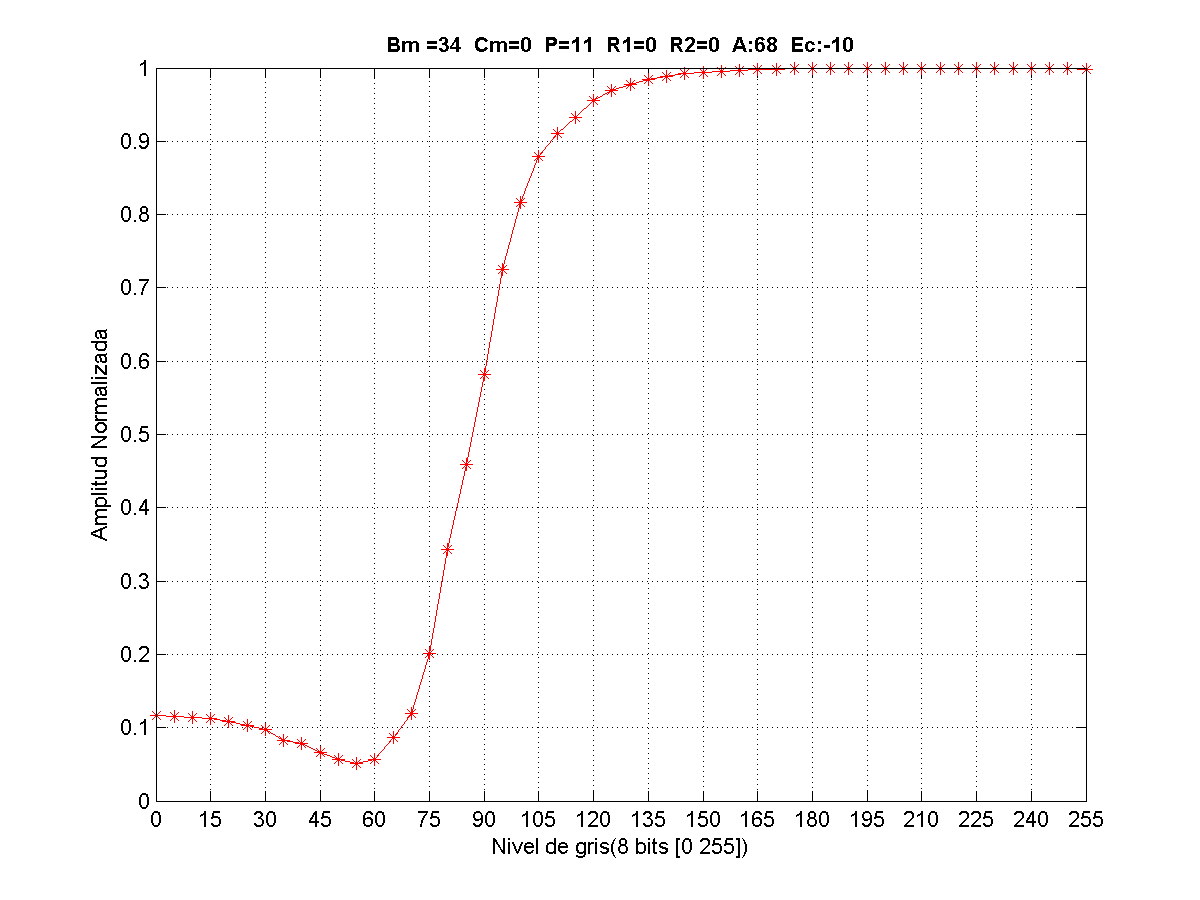 Bm =34 Cm=0 P=11 R1=0 R2=0 A:68 Ec:-10
1
0.9
0.8
0.7
0.6
0.5
0.4
0.3
0.2
0.1
0
Amplitud Normalizada
0 15 30 45 60 75 90 105 120 135 150 165 180 195 210 225 240 255
Nivel de gris(8 bits [0 255])